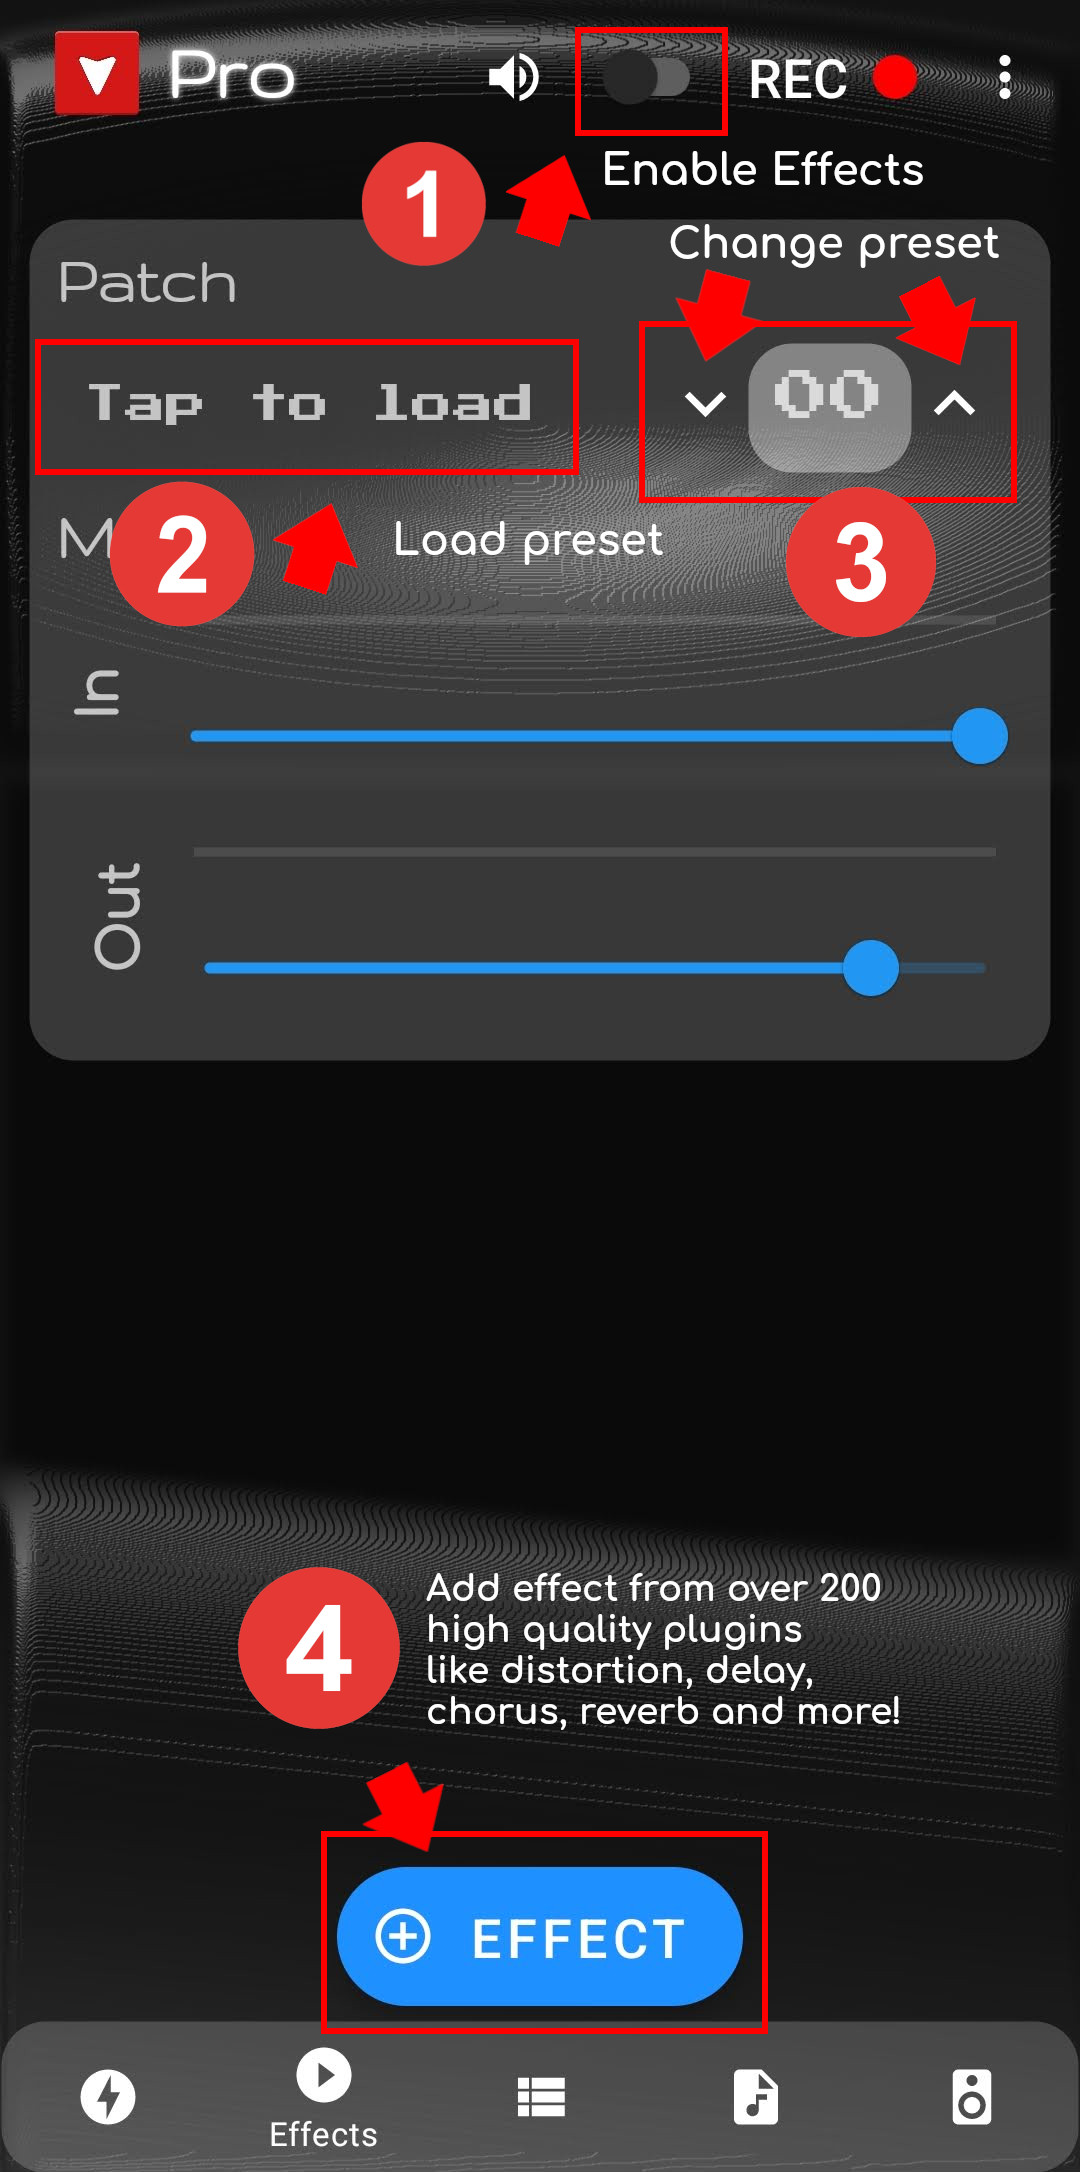 Pro
REC
1
Enable Effects
Change preset
Patch
Tap to load
00
2
Load preset
3
In
Out
4
Add effect from over 200
high quality plugins
like distortion, delay,
chorus, reverb and more!
EFFECT
Effects